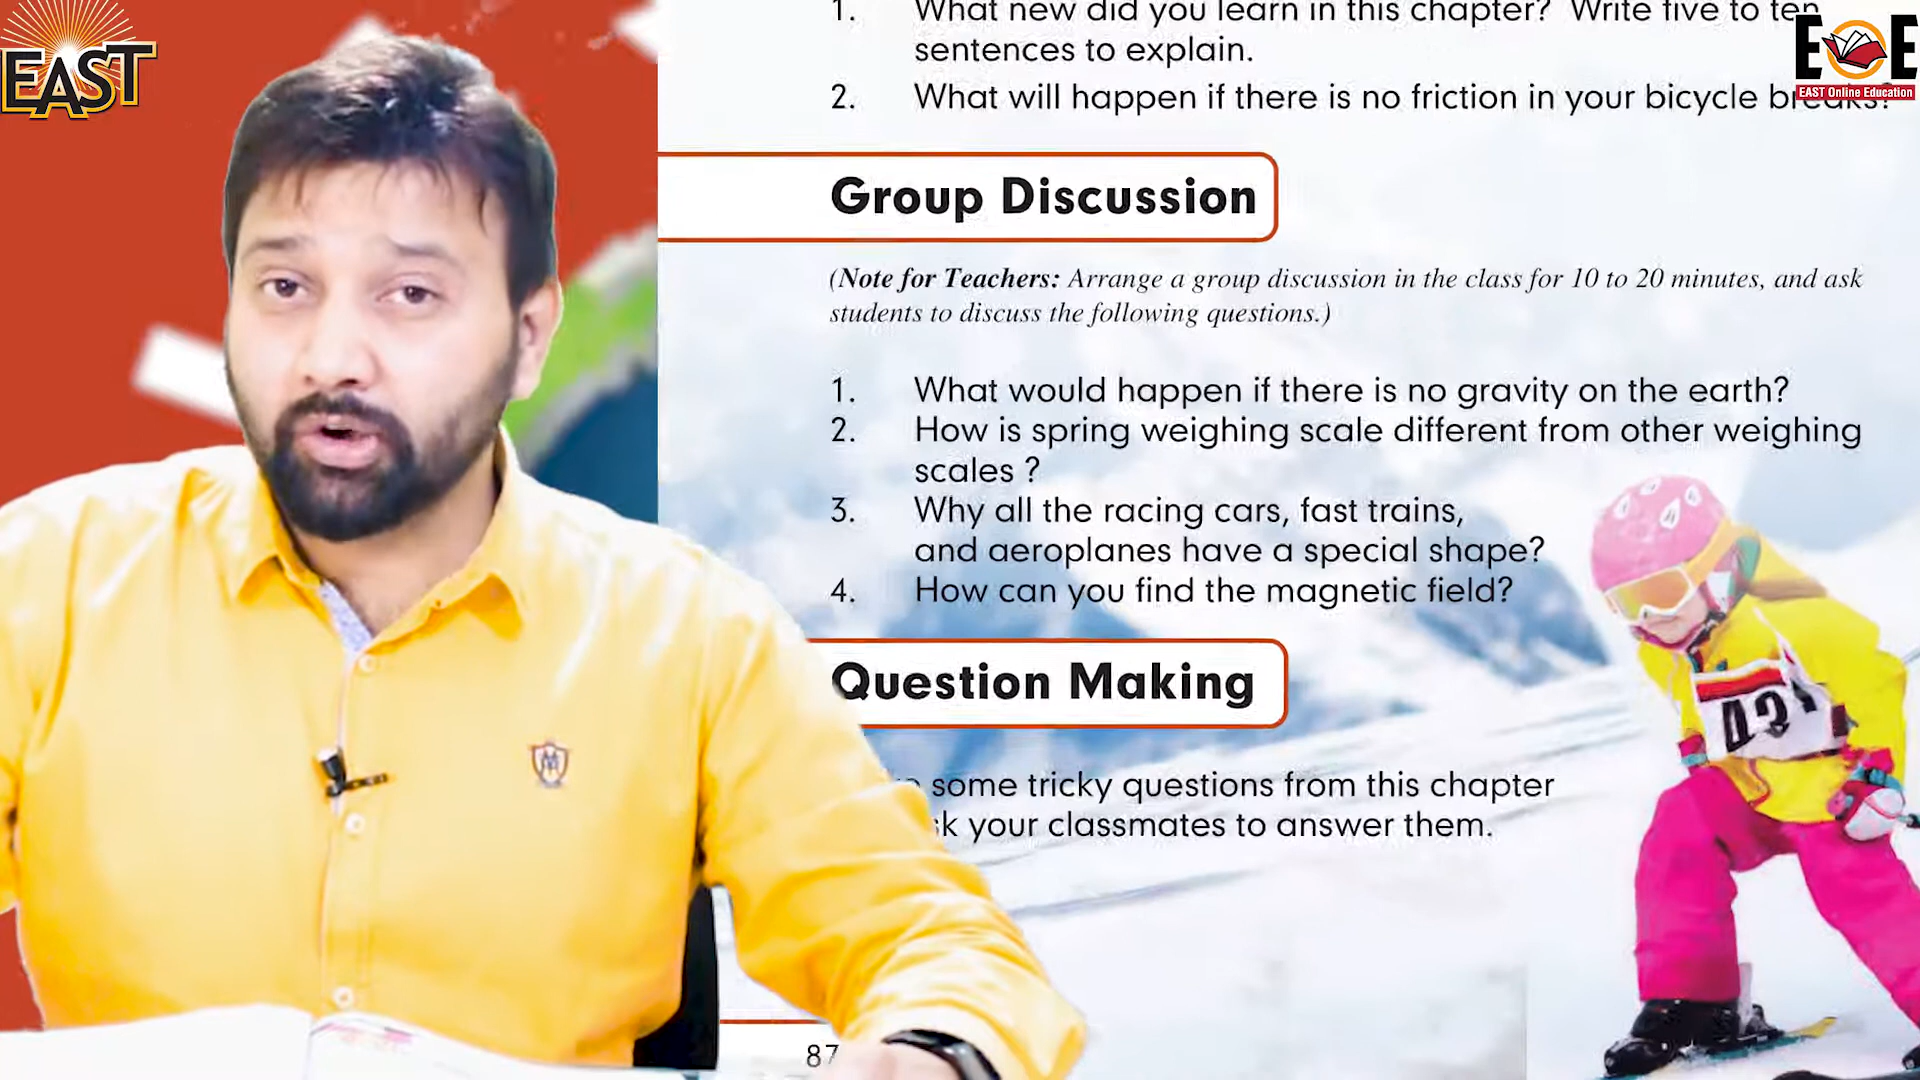 EAST
1. What new did you learn in this chapter? Write five to ten
sentences to explain.
EOE
EAST Online Education
2. What will happen if there is no friction in your bicycle breaks?
Group Discussion
(Note for Teachers: Arrange a group discussion in the class for 10 to 20 minutes, and ask
students to discuss the following questions.)
1. What would happen if there is no gravity on the earth?
2. How is spring weighing scale different from other weighing
scales ?
3. Why all the racing cars, fast trains,
and aeroplanes have a special shape?
4. How can you find the magnetic field?
Question Making
some tricky questions from this chapter
your classmates to answer them.
87